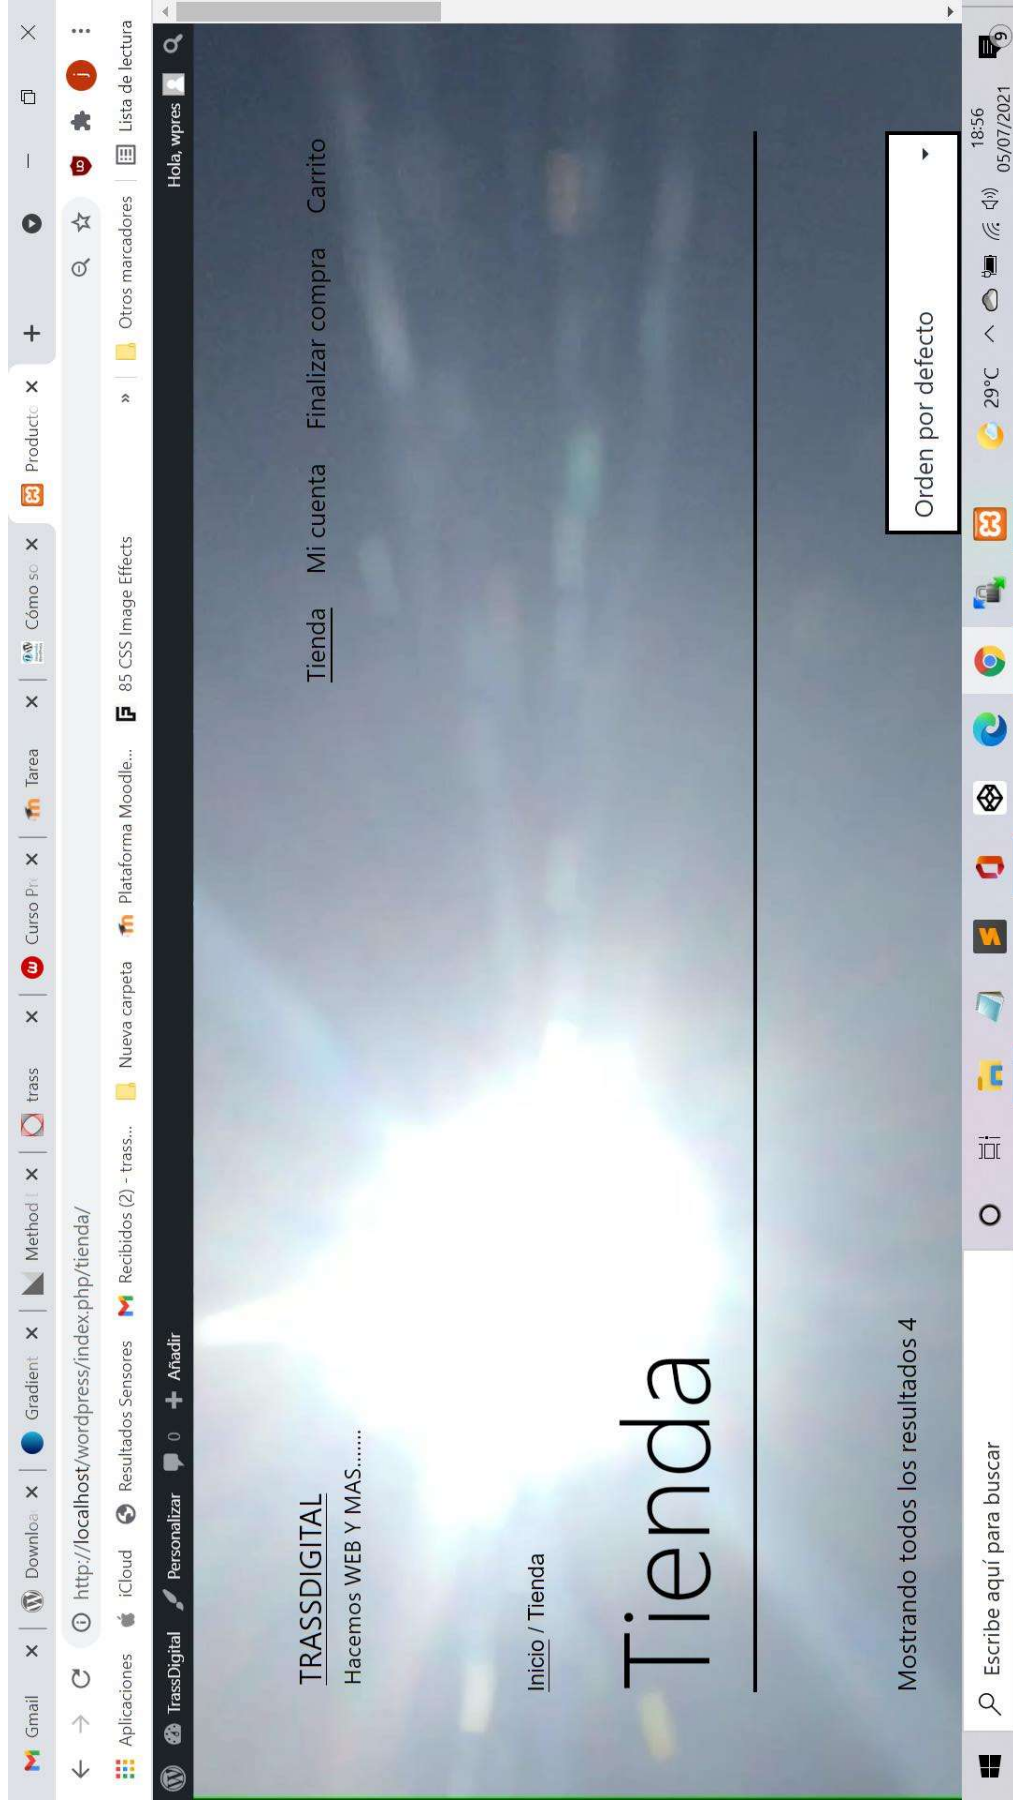 Gmail
Downloa
Gradient
Method
trass
Curso Pr
Tarea
Cómo so
Producto
http://localhost/wordpress/index.php/tienda/
Aplicaciones
iCloud
Resultados Sensores
Recibidos (2) - trass...
Nueva carpeta
Plataforma Moodle...
85 CSS Image Effects
»
Otros marcadores
Lista de lectura
TrassDigital
Personalizar
0
Añadir
Hola, wpres
TRASSDIGITAL
Hacemos WEB Y MAS.......
Tienda
Mi cuenta
Finalizar compra
Carrito
Inicio / Tienda
Tienda
Mostrando todos los resultados 4
Orden por defecto
Escribe aquí para buscar
29°C
18:56
05/07/2021
9